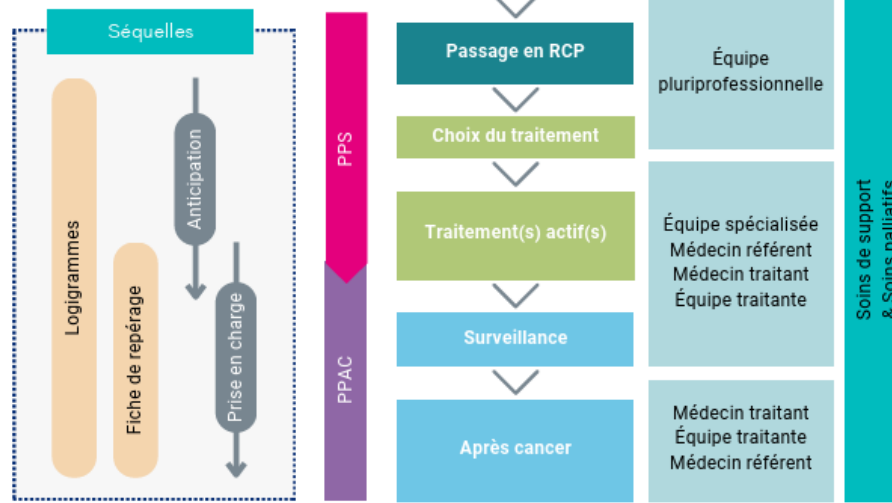 Séquelles
Logigrammes
Fiche de repérage
Anticipation
Prise en charge
PPS
PPAC
Passage en RCP
Choix du traitement
Traitement(s) actif(s)
Surveillance
Après cancer
Équipe
pluriprofessionnelle
Équipe spécialisée
Médecin référent
Médecin traitant
Équipe traitante
Médecin traitant
Équipe traitante
Médecin référent
Soins de support
& Soins palliatifs